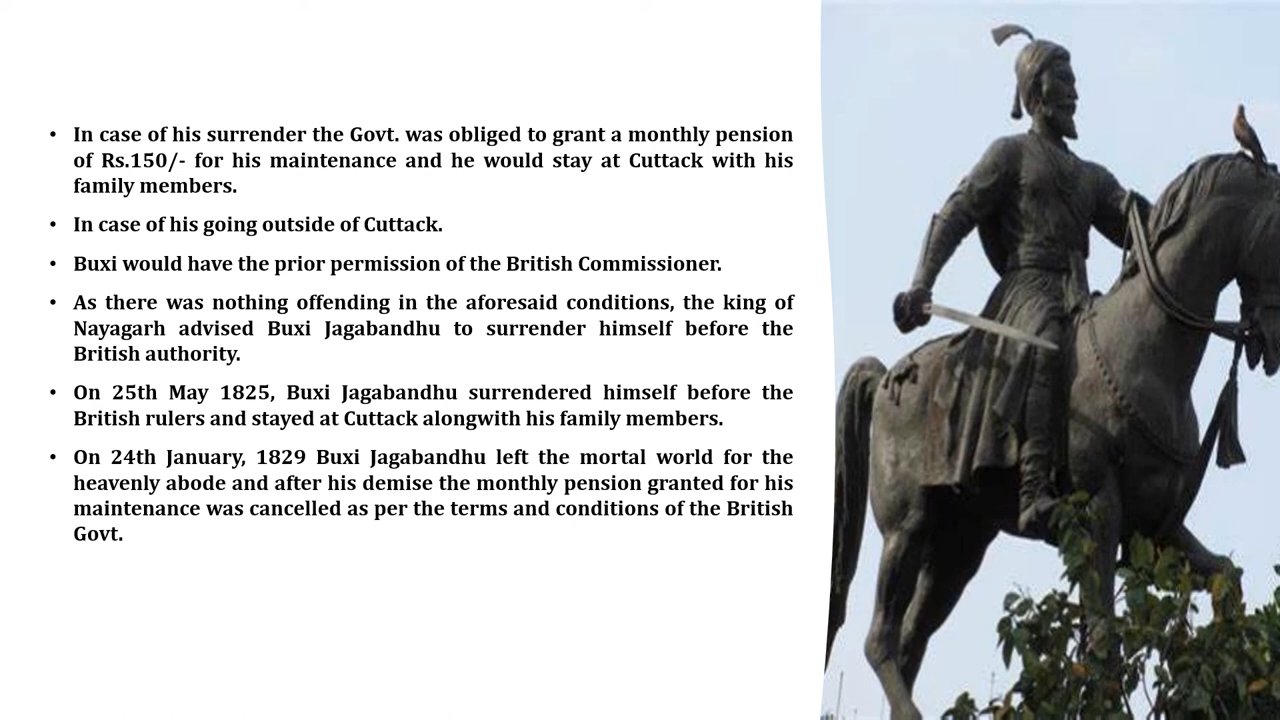 • In case of his surrender the Govt. was obliged to grant a monthly pension
of Rs.150/- for his maintenance and he would stay at Cuttack with his
family members.
• In case of his going outside of Cuttack.
• Buxi would have the prior permission of the British Commissioner.
• As there was nothing offending in the aforesaid conditions, the king of
Nayagarh advised Buxi Jagabandhu to surrender himself before the
British authority.
• On 25th May 1825, Buxi Jagabandhu surrendered himself before the
British rulers and stayed at Cuttack alongwith his family members.
• On 24th January, 1829 Buxi Jagabandhu left the mortal world for the
heavenly abode and after his demise the monthly pension granted for his
maintenance was cancelled as per the terms and conditions of the British
Govt.